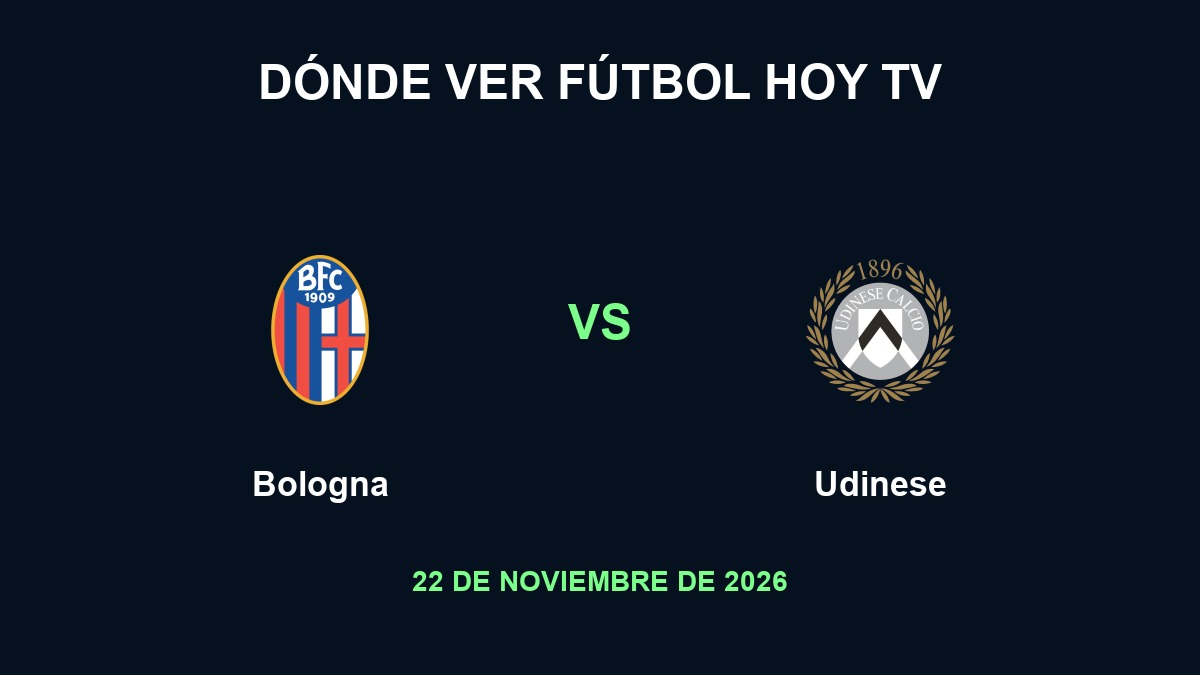 DÓNDE VER FÚTBOL HOY TV
BFC
1909
VS
1896
UDINESE CALCIO
Bologna
Udinese
22 DE NOVIEMBRE DE 2026